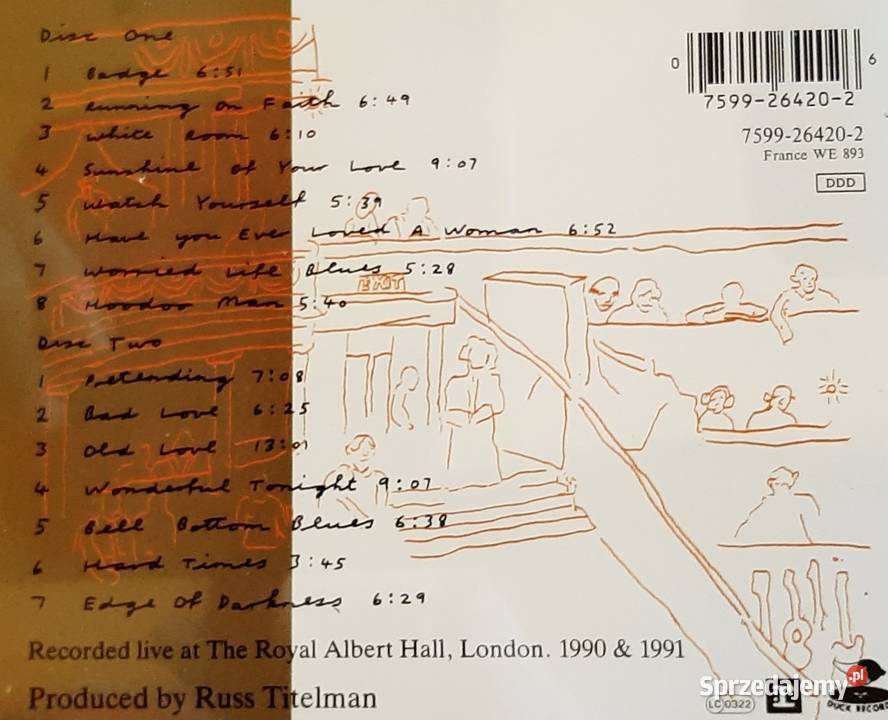 Disc One
1 Badge 6:51
2 Running On Faith 6:49
3 White Room 6:10
4 Sunshine of Your Love 9:07
5 Watch Yourself 5:39
6 Have you Ever Loved A Woman 6:52
7 Worried Life Blues 5:28
8 Hoodoo Man 5:40
Disc Two
1 Pretending 7:08
2 Bad Love 6:25
3 Old Love 13:01
4 Wonderful Tonight 9:07
5 Bell Bottom Blues 6:38
6 Hard Times 3:45
7 Edge Of Darkness 6:29
Recorded live at The Royal Albert Hall, London. 1990 & 1991
Produced by Russ Titelman
0 6
7599-26420-2
7599-26420-2
France WE 893
DDD
EXIT
LC 0322
DUCK RECORDS
Sprzedajemy.pl